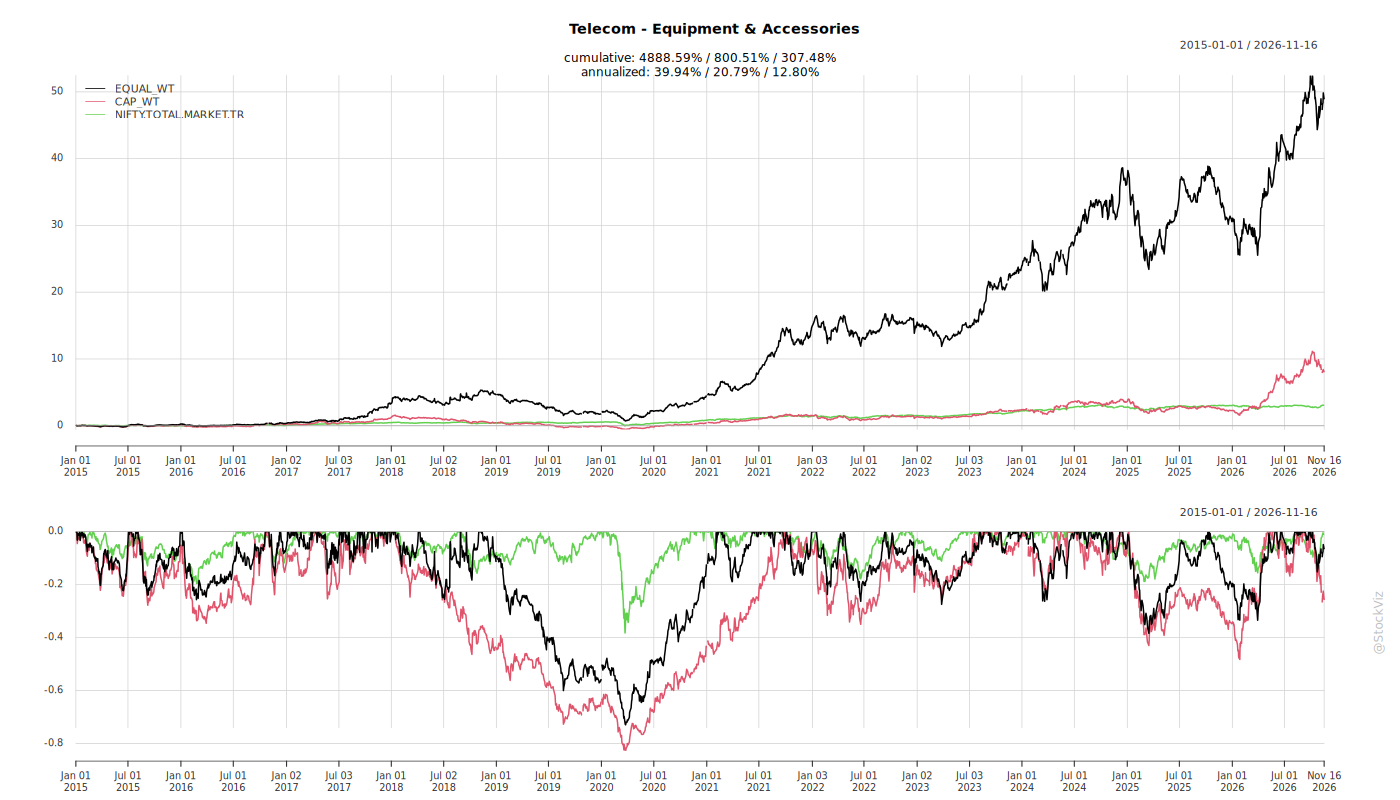 Telecom - Equipment & Accessories
2015-01-01 / 2026-11-16
cumulative: 4888.59% / 800.51% / 307.48%
annualized: 39.94% / 20.79% / 12.80%
EQUAL_WT
CAP_WT
NIFTY.TOTAL.MARKET.TR
50
40
30
20
10
0
Jan 01 2015
Jul 01 2015
Jan 01 2016
Jul 01 2016
Jan 02 2017
Jul 03 2017
Jan 01 2018
Jul 02 2018
Jan 01 2019
Jul 01 2019
Jan 01 2020
Jul 01 2020
Jan 01 2021
Jul 01 2021
Jan 03 2022
Jul 01 2022
Jan 02 2023
Jul 03 2023
Jan 01 2024
Jul 01 2024
Jan 01 2025
Jul 01 2025
Jan 01 2026
Jul 01 2026
Nov 16 2026
2015-01-01 / 2026-11-16
0.0
-0.2
-0.4
-0.6
-0.8
Jan 01 2015
Jul 01 2015
Jan 01 2016
Jul 01 2016
Jan 02 2017
Jul 03 2017
Jan 01 2018
Jul 02 2018
Jan 01 2019
Jul 01 2019
Jan 01 2020
Jul 01 2020
Jan 01 2021
Jul 01 2021
Jan 03 2022
Jul 01 2022
Jan 02 2023
Jul 03 2023
Jan 01 2024
Jul 01 2024
Jan 01 2025
Jul 01 2025
Jan 01 2026
Jul 01 2026
Nov 16 2026
@StockViz